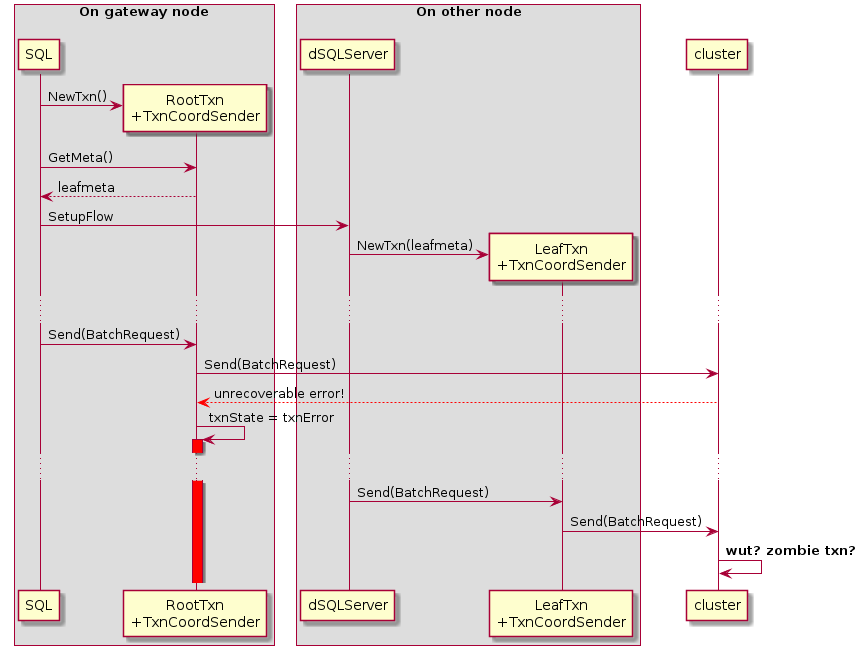 On gateway node
On other node
SQL
dSQLServer
cluster
NewTxn()
RootTxn
+TxnCoordSender
GetMeta()
leafmeta
SetupFlow
NewTxn(leafmeta)
LeafTxn
+TxnCoordSender
Send(BatchRequest)
Send(BatchRequest)
unrecoverable error!
txnState = txnError
Send(BatchRequest)
Send(BatchRequest)
wut? zombie txn?
SQL
RootTxn
+TxnCoordSender
dSQLServer
LeafTxn
+TxnCoordSender
cluster